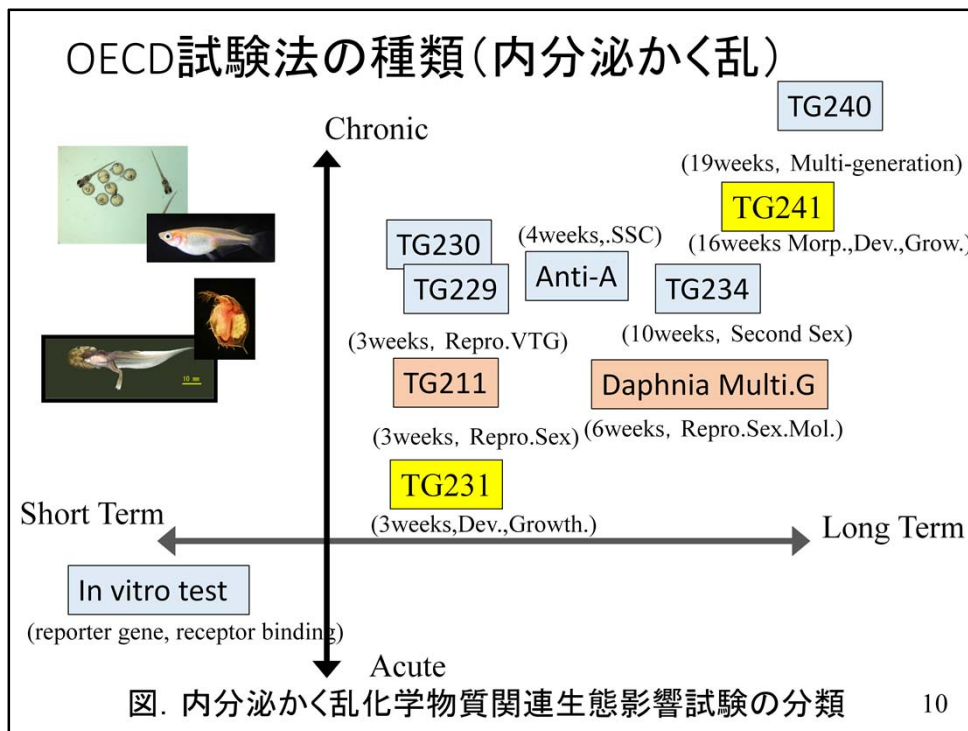 OECD試験法の種類(内分泌かく乱)
TG240
Chronic
(19weeks, Multi-generation)
TG241
(4weeks,.SSC)
(16weeks Morp.,Dev.,Grow.)
TG230
Anti-A
TG229
TG234
(3weeks, Repro.VTG)
(10weeks, Second Sex)
TG211
Daphnia Multi.G
(3weeks, Repro.Sex)
(6weeks, Repro.Sex.Mol.)
TG231
(3weeks,Dev.,Growth.)
Short Term
Long Term
In vitro test
(reporter gene, receptor binding)
Acute
図. 内分泌かく乱化学物質関連生態影響試験の分類
10
10 mm